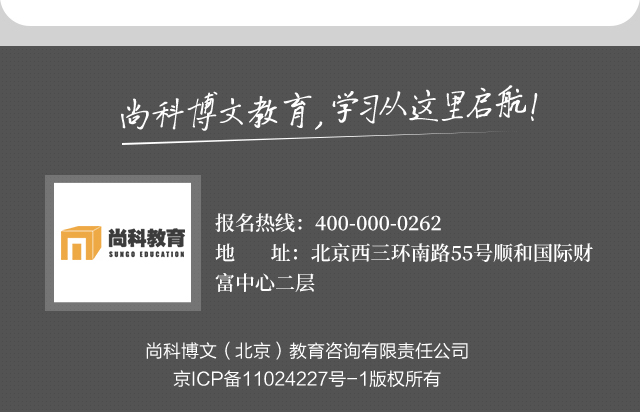 尚科博文教育,学习从这里启航!
尚科教育
SUNGO EDUCATION
报名热线：400-000-0262
地 址：北京西三环南路55号顺和国际财
富中心二层
尚科博文（北京）教育咨询有限责任公司
京ICP备11024227号-1版权所有